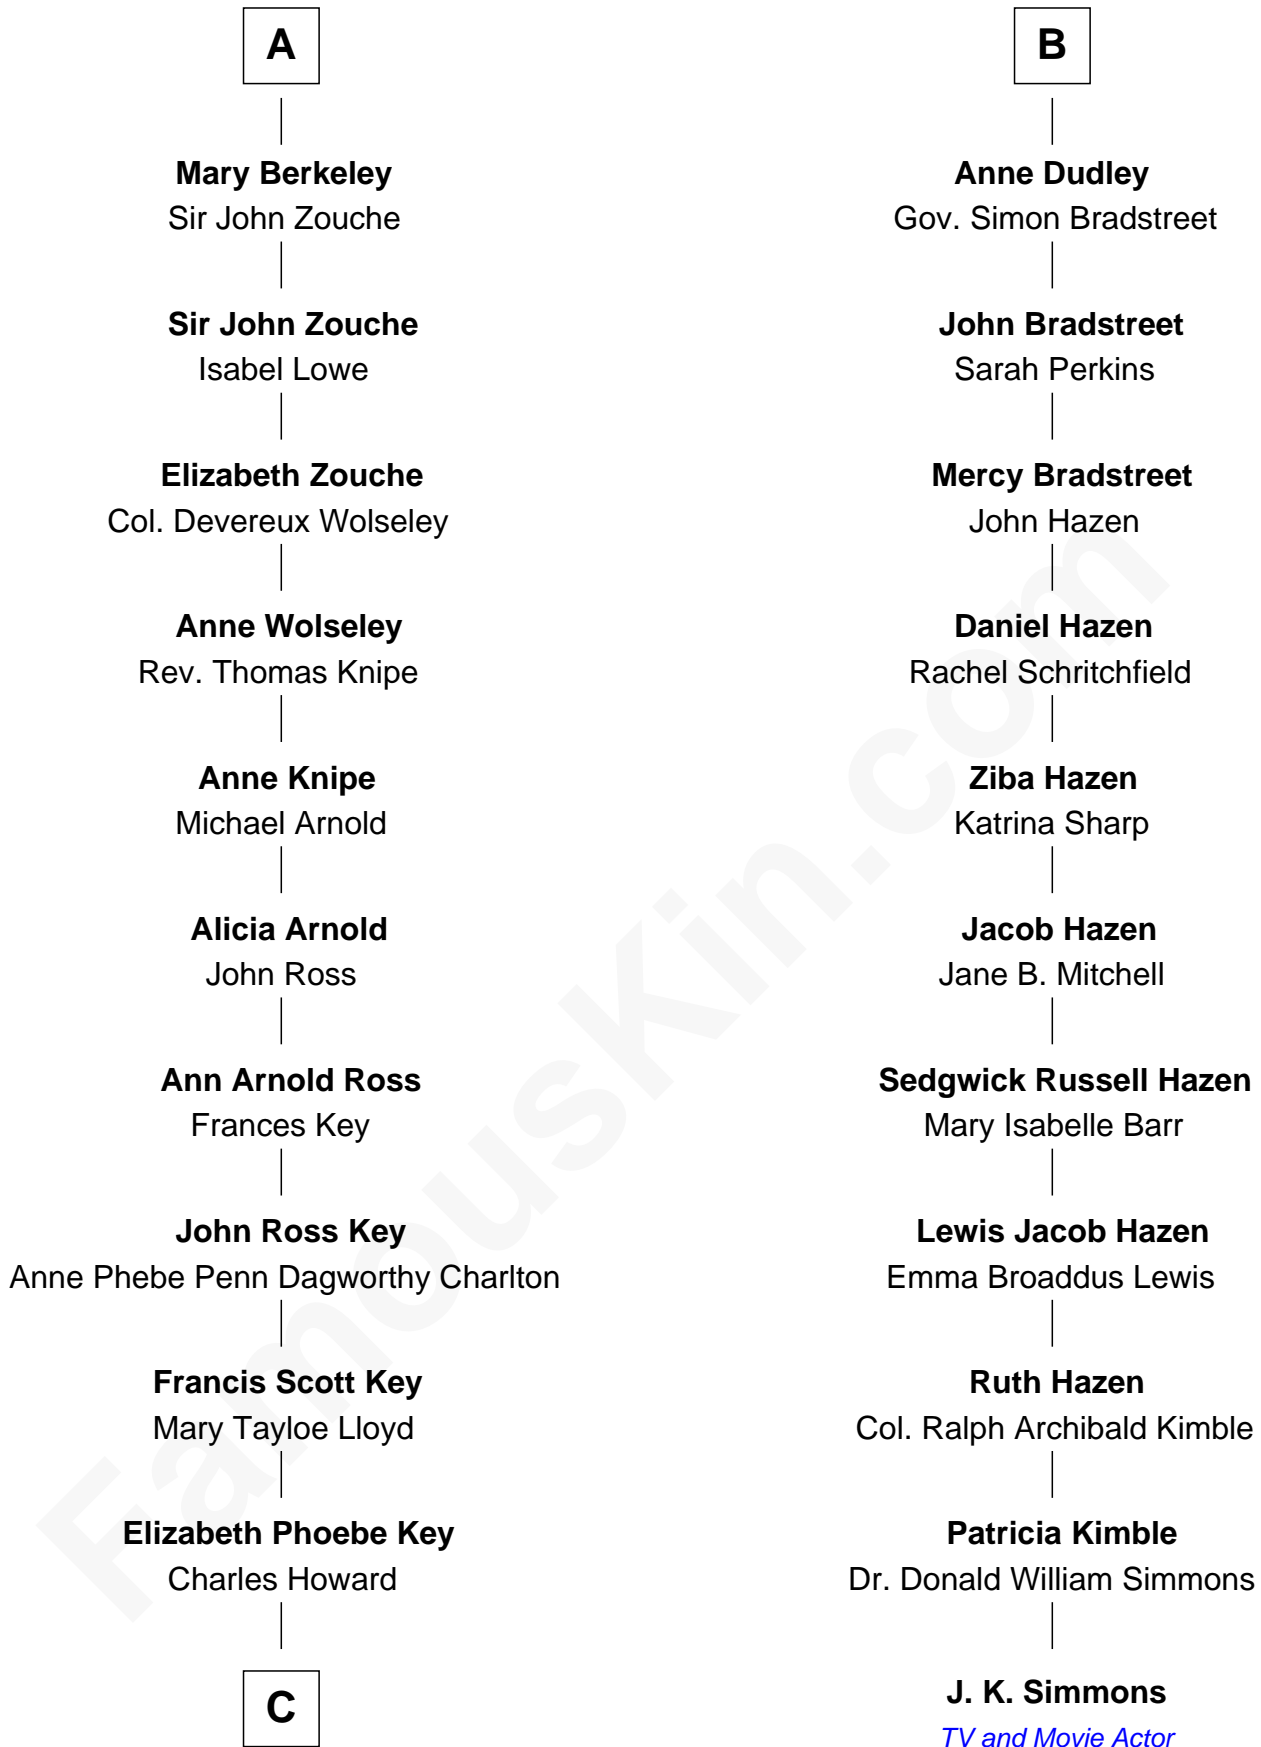 A
Mary Berkeley
Sir John Zouche
Sir John Zouche
Isabel Lowe
Elizabeth Zouche
Col. Devereux Wolseley
Anne Wolseley
Rev. Thomas Knipe
Anne Knipe
Michael Arnold
Alicia Arnold
John Ross
Ann Arnold Ross
Frances Key
John Ross Key
Anne Phebe Penn Dagworthy Charlton
Francis Scott Key
Mary Tayloe Lloyd
Elizabeth Phoebe Key
Charles Howard
C
B
Anne Dudley
Gov. Simon Bradstreet
John Bradstreet
Sarah Perkins
Mercy Bradstreet
John Hazen
Daniel Hazen
Rachel Schritchfield
Ziba Hazen
Katrina Sharp
Jacob Hazen
Jane B. Mitchell
Sedgwick Russell Hazen
Mary Isabelle Barr
Lewis Jacob Hazen
Emma Broaddus Lewis
Ruth Hazen
Col. Ralph Archibald Kimble
Patricia Kimble
Dr. Donald William Simmons
J. K. Simmons
TV and Movie Actor
FamousKin.com